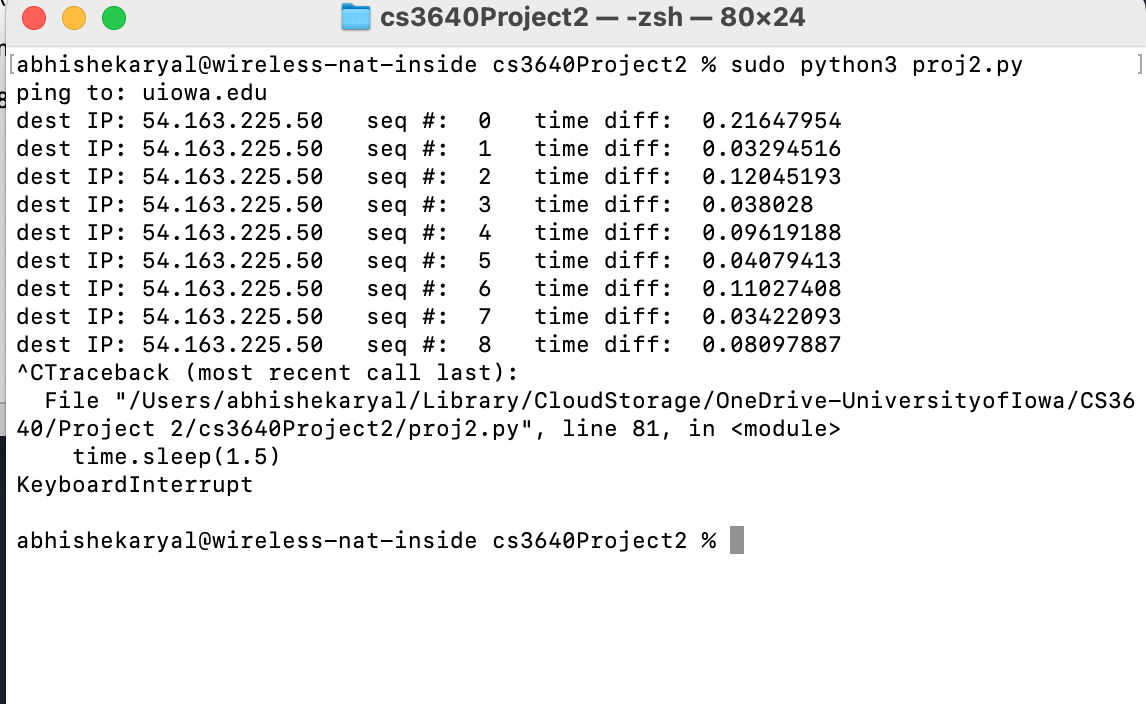 cs3640Project2 — -zsh — 80×24
[abhishekaryal@wireless-nat-inside cs3640Project2 % sudo python3 proj2.py ]
ping to: uiowa.edu
dest IP: 54.163.225.50   seq #:  0   time diff:  0.21647954
dest IP: 54.163.225.50   seq #:  1   time diff:  0.03294516
dest IP: 54.163.225.50   seq #:  2   time diff:  0.12045193
dest IP: 54.163.225.50   seq #:  3   time diff:  0.038028
dest IP: 54.163.225.50   seq #:  4   time diff:  0.09619188
dest IP: 54.163.225.50   seq #:  5   time diff:  0.04079413
dest IP: 54.163.225.50   seq #:  6   time diff:  0.11027408
dest IP: 54.163.225.50   seq #:  7   time diff:  0.03422093
dest IP: 54.163.225.50   seq #:  8   time diff:  0.08097887
^CTraceback (most recent call last):
  File "/Users/abhishekaryal/Library/CloudStorage/OneDrive-UniversityofIowa/CS36
40/Project 2/cs3640Project2/proj2.py", line 81, in <module>
    time.sleep(1.5)
KeyboardInterrupt
abhishekaryal@wireless-nat-inside cs3640Project2 %